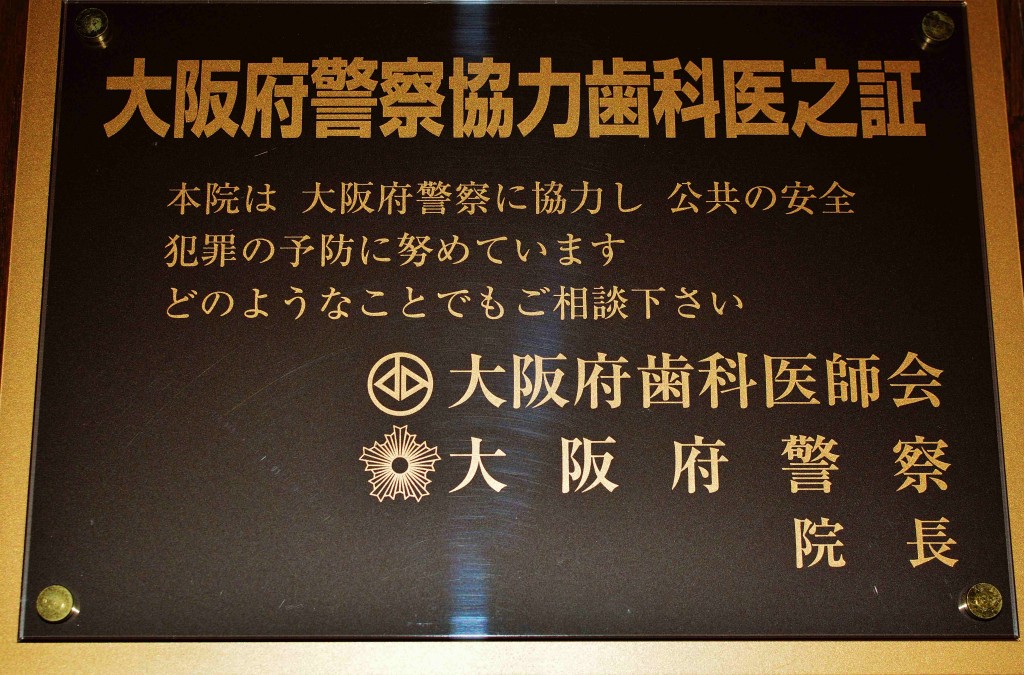 大阪府警察協力歯科医之証
本院は 大阪府警察に協力し 公共の安全
犯罪の予防に努めています
どのようなことでもご相談下さい
大阪府歯科医師会
大阪府警察
院長